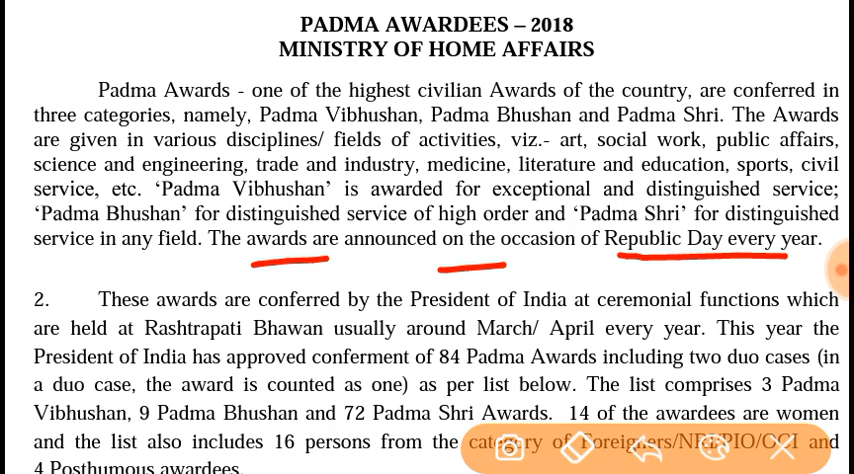 PADMA AWARDEES – 2018
MINISTRY OF HOME AFFAIRS
Padma Awards - one of the highest civilian Awards of the country, are conferred in
three categories, namely, Padma Vibhushan, Padma Bhushan and Padma Shri. The Awards
are given in various disciplines/ fields of activities, viz.- art, social work, public affairs,
science and engineering, trade and industry, medicine, literature and education, sports, civil
service, etc. ‘Padma Vibhushan’ is awarded for exceptional and distinguished service;
‘Padma Bhushan’ for distinguished service of high order and ‘Padma Shri’ for distinguished
service in any field. The awards are announced on the occasion of Republic Day every year.
2. These awards are conferred by the President of India at ceremonial functions which
are held at Rashtrapati Bhawan usually around March/ April every year. This year the
President of India has approved conferment of 84 Padma Awards including two duo cases (in
a duo case, the award is counted as one) as per list below. The list comprises 3 Padma
Vibhushan, 9 Padma Bhushan and 72 Padma Shri Awards. 14 of the awardees are women
and the list also includes 16 persons from the category of Foreigners/NRI/PIO/OCI and
4 Posthumous awardees.